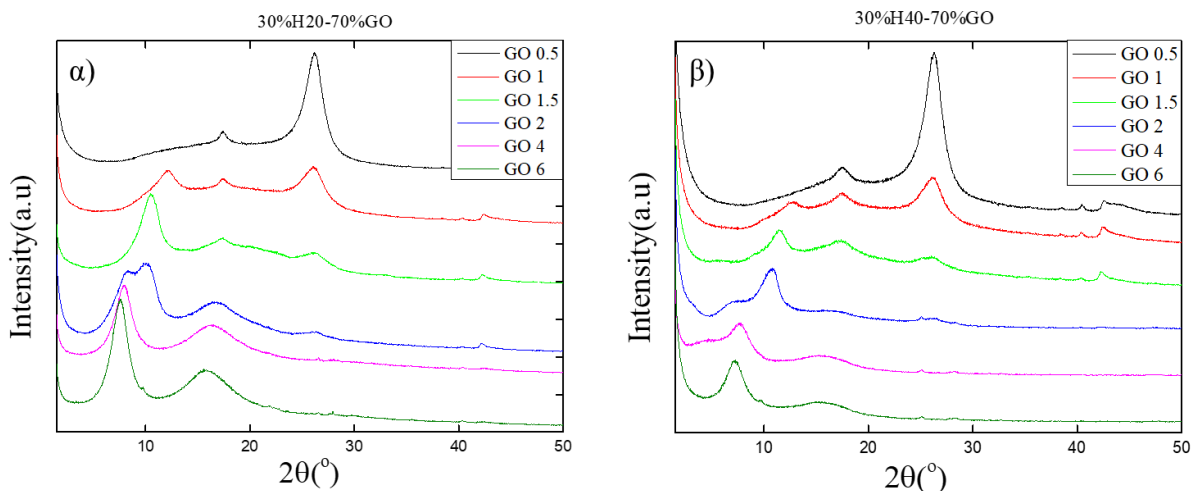 30%H20-70%GO
α)
GO 0.5
GO 1
GO 1.5
GO 2
GO 4
GO 6
Intensity(a.u)
10 20 30 40 50
2θ(°)
30%H40-70%GO
β)
GO 0.5
GO 1
GO 1.5
GO 2
GO 4
GO 6
Intensity(a.u
10 20 30 40 50
2θ(°)